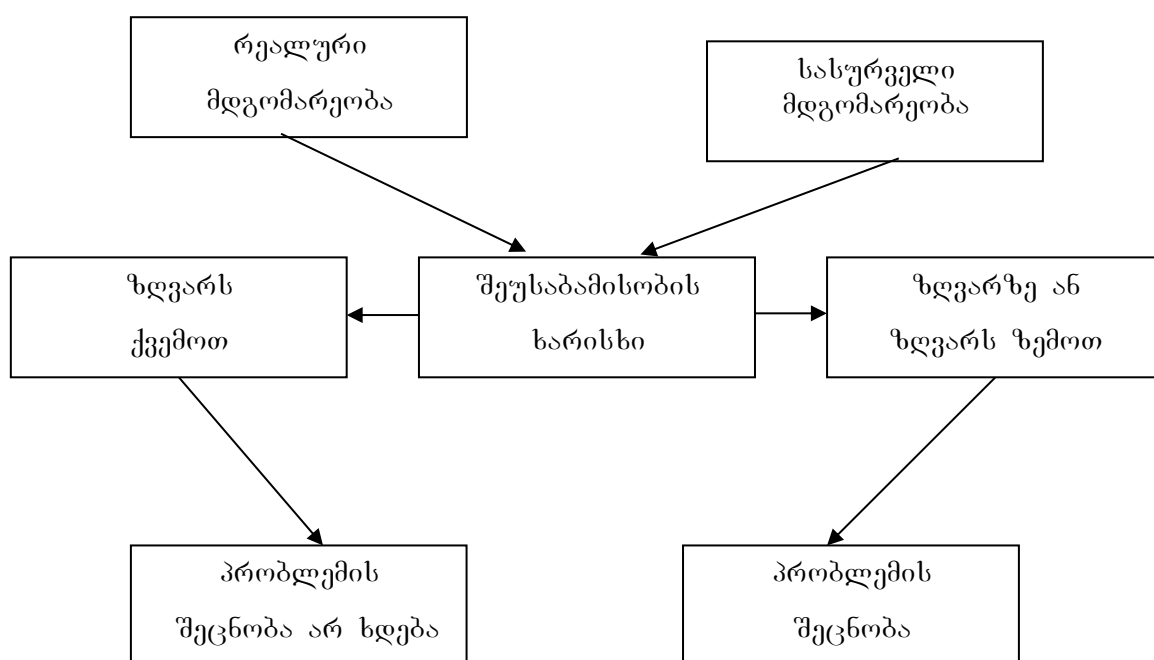 რეალური
მდგომარეობა
სასურველი
მდგომარეობა
ზღვარს
ქვემოთ
შეუსაბამისობის
ხარისხი
ზღვარზე ან
ზღვარს ზემოთ
პრობლემის
შეცნობა არ ხდება
პრობლემის
შეცნობა